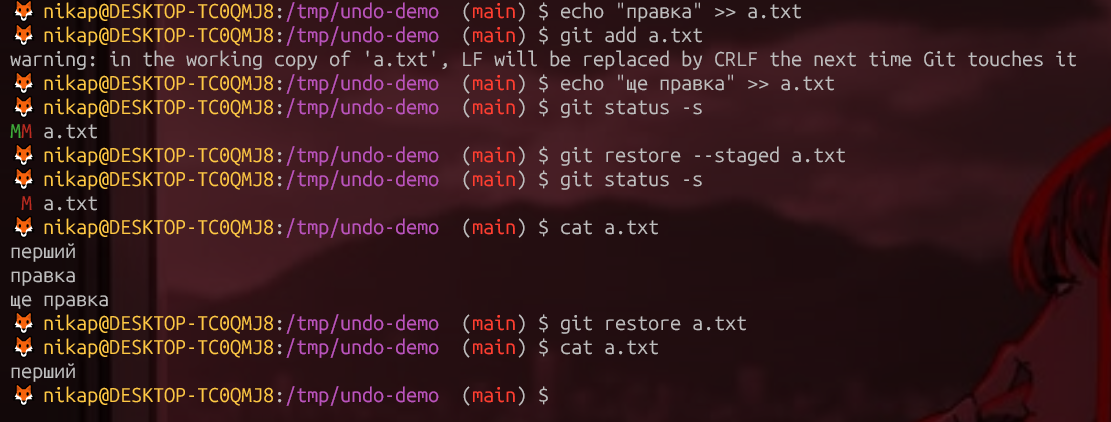 🦊 nikap@DESKTOP-TC0QMJ8:/tmp/undo-demo (main) $ echo "правка" >> a.txt
🦊 nikap@DESKTOP-TC0QMJ8:/tmp/undo-demo (main) $ git add a.txt
warning: in the working copy of 'a.txt', LF will be replaced by CRLF the next time Git touches it
🦊 nikap@DESKTOP-TC0QMJ8:/tmp/undo-demo (main) $ echo "ще правка" >> a.txt
🦊 nikap@DESKTOP-TC0QMJ8:/tmp/undo-demo (main) $ git status -s
MM a.txt
🦊 nikap@DESKTOP-TC0QMJ8:/tmp/undo-demo (main) $ git restore --staged a.txt
🦊 nikap@DESKTOP-TC0QMJ8:/tmp/undo-demo (main) $ git status -s
 M a.txt
🦊 nikap@DESKTOP-TC0QMJ8:/tmp/undo-demo (main) $ cat a.txt
перший
правка
ще правка
🦊 nikap@DESKTOP-TC0QMJ8:/tmp/undo-demo (main) $ git restore a.txt
🦊 nikap@DESKTOP-TC0QMJ8:/tmp/undo-demo (main) $ cat a.txt
перший
🦊 nikap@DESKTOP-TC0QMJ8:/tmp/undo-demo (main) $